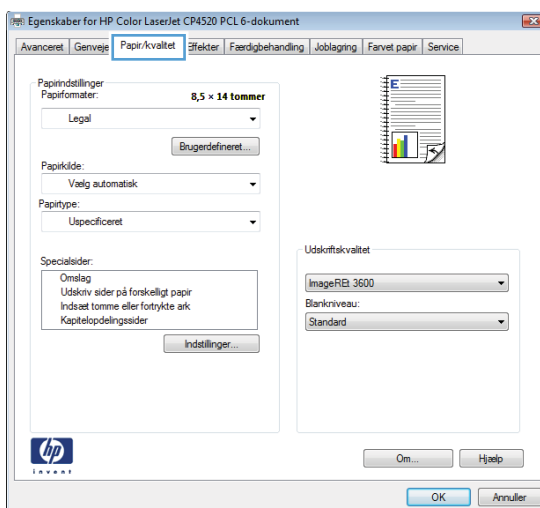 Egenskaber for HP Color LaserJet CP4520 PCL 6-dokument
Avanceret Genveje Papir/kvalitet Effekter Færdigbehandling Joblagring Farvet papir Service
Papirindstillinger
Papirformater: 8,5 × 14 tommer
Legal
Brugerdefineret...
Papirkilde:
Vælg automatisk
Papirtype:
Uspecificeret
Specialsider:
Omslag
Udskriv sider på forskelligt papir
Indsæt tomme eller fortrykte ark
Kapitelopdelingssider
Indstillinger...
E
Udskriftskvalitet
ImageREt 3600
Blankniveau:
Standard
hp
invent
Om... Hjælp
OK Annuller